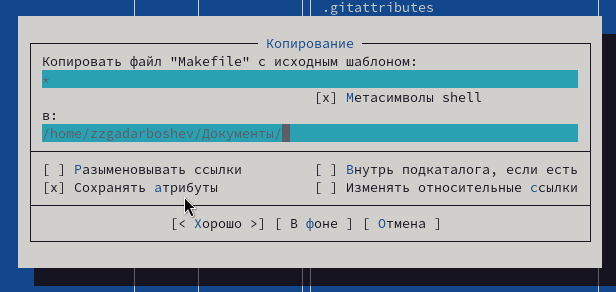 .gitattributes
Копирование
Копировать файл "Makefile" с исходным шаблоном:
*
[x] Метасимволы shell
в:
/home/zzgadarboshev/Документы/
[ ] Разыменовывать ссылки [ ] Внутрь подкаталога, если есть
[x] Сохранять атрибуты [ ] Изменять относительные ссылки
[< Хорошо >] [ В фоне ] [ Отмена ]